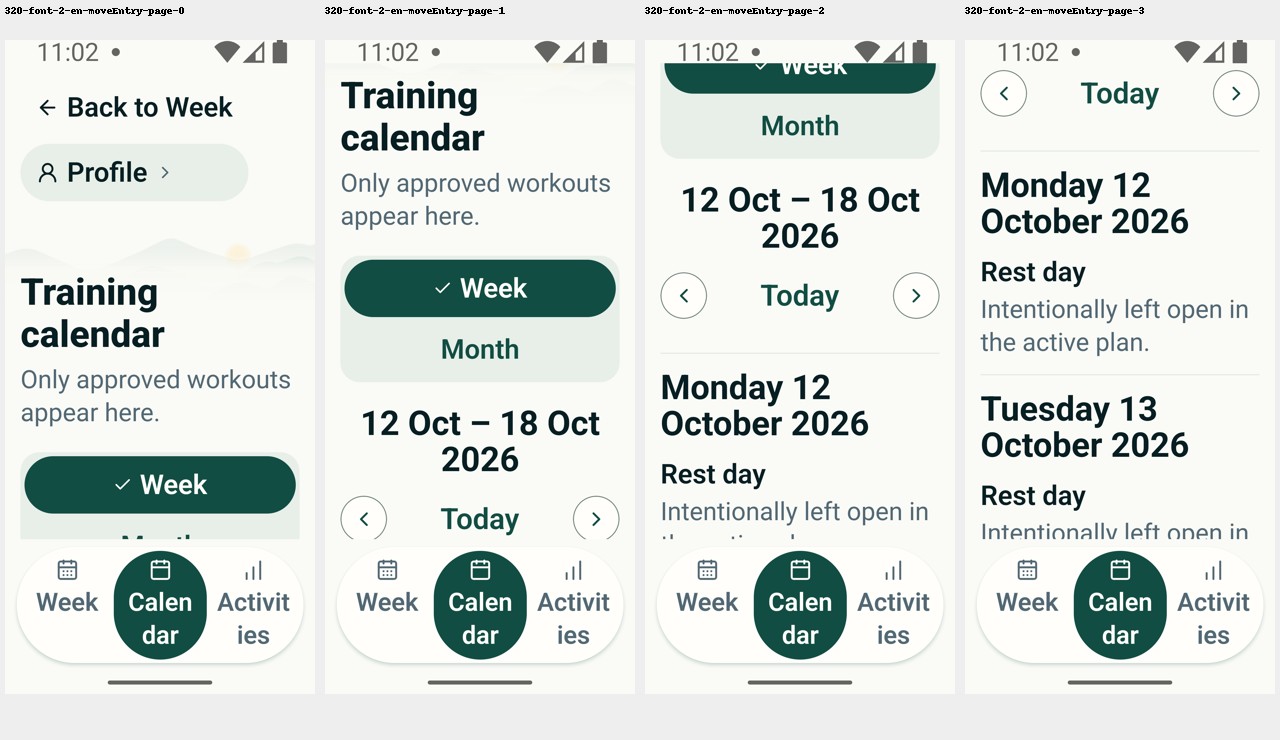 320-font-2-en-moveEntry-page-0
11:02
Back to Week
Profile
Training
calendar
Only approved workouts
appear here.
Week
Week
Calen
dar
Activit
ies
320-font-2-en-moveEntry-page-1
11:02
Training
calendar
Only approved workouts
appear here.
Week
Month
12 Oct – 18 Oct
2026
Today
Week
Calen
dar
Activit
ies
320-font-2-en-moveEntry-page-2
11:02
Week
Month
12 Oct – 18 Oct
2026
Today
Monday 12
October 2026
Rest day
Intentionally left open in
Week
Calen
dar
Activit
ies
320-font-2-en-moveEntry-page-3
11:02
Today
Monday 12
October 2026
Rest day
Intentionally left open in
the active plan.
Tuesday 13
October 2026
Rest day
Intentionally left open in
Week
Calen
dar
Activit
ies